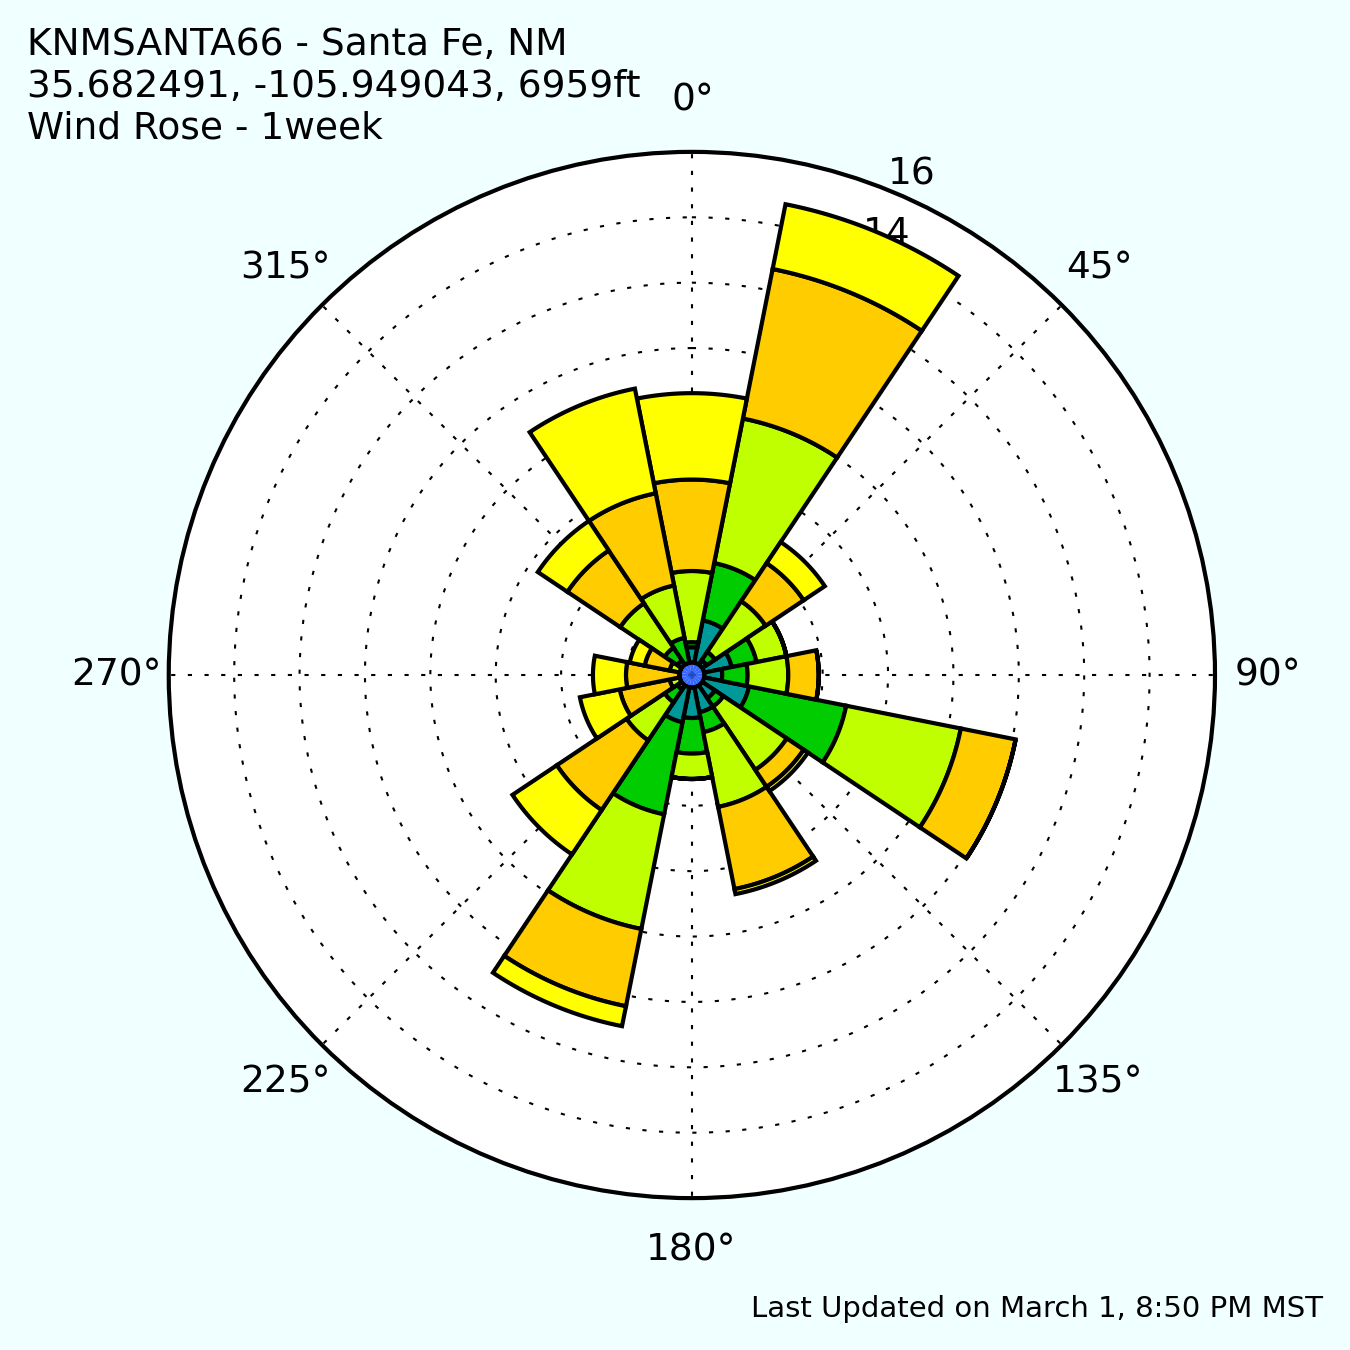 KNMSANTA66 - Santa Fe, NM
35.682491, -105.949043, 6959ft
Wind Rose - 1week
0°
16
14
315°
45°
270°
90°
225°
135°
180°
Last Updated on March 1, 8:50 PM MST